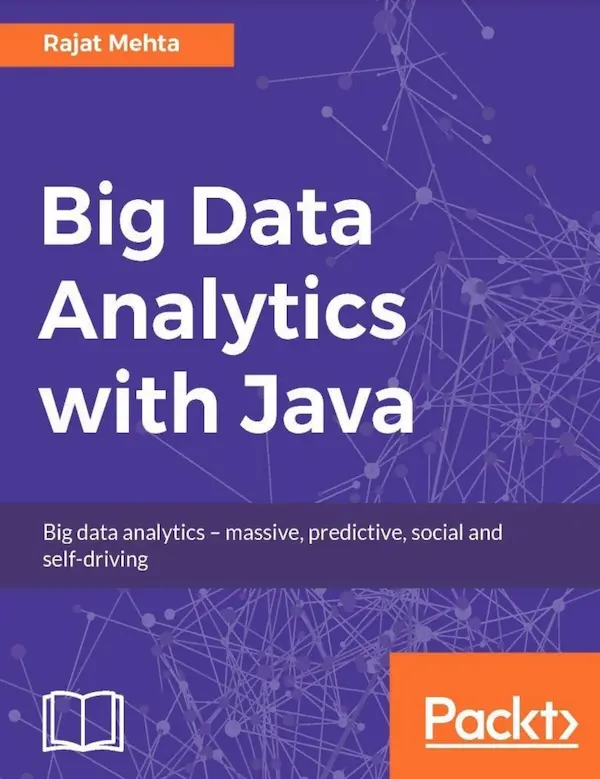 Rajat Mehta
Big Data
Analytics
with Java
Big data analytics – massive, predictive, social and
self-driving
Packt>